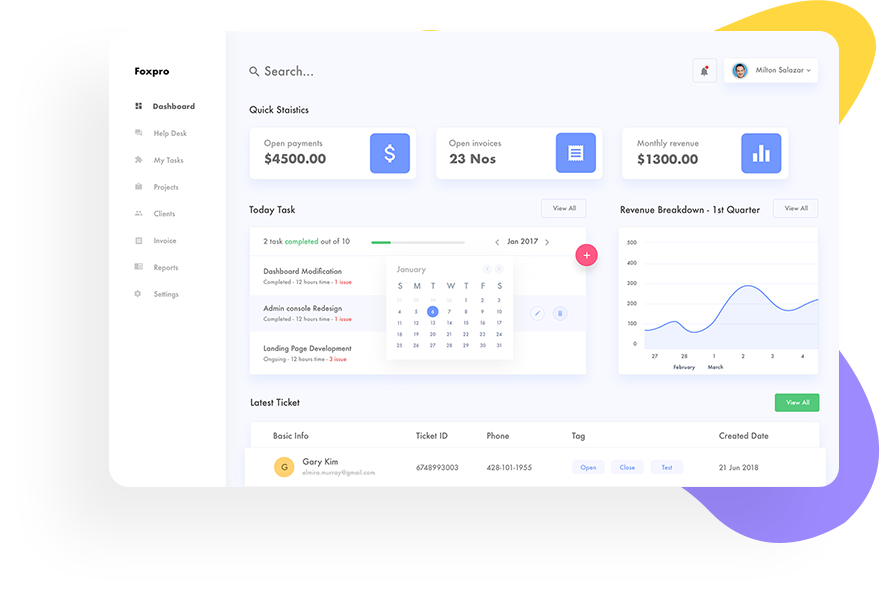 Foxpro
Search...
Milton Salazar
Dashboard
Help Desk
My Tasks
Projects
Clients
Invoice
Reports
Settings
Quick Staistics
Open payments
$4500.00
Open invoices
23 Nos
Monthly revenue
$1300.00
Today Task
View All
2 task completed out of 10
Jan 2017
Dashboard Modification
Completed - 12 hours time - 1 issue
Admin console Redesign
Completed - 12 hours time - 1 issue
Landing Page Development
Ongoing - 12 hours time - 3 issue
January
S M T W T F S
1 2 3
4 5 6 7 8 9 10
11 12 13 14 15 16 17
18 19 20 21 22 23 24
25 26 27 28 29 30 31
Revenue Breakdown - 1st Quarter
View All
500
400
300
200
100
0
27 28 1 2 3 4
February March
Latest Ticket
View All
Basic Info Ticket ID Phone Tag Created Date
G Gary Kim
elmira.murray@gmail.com
6748993003 428-101-1955 Open Close Test 21 Jun 2018